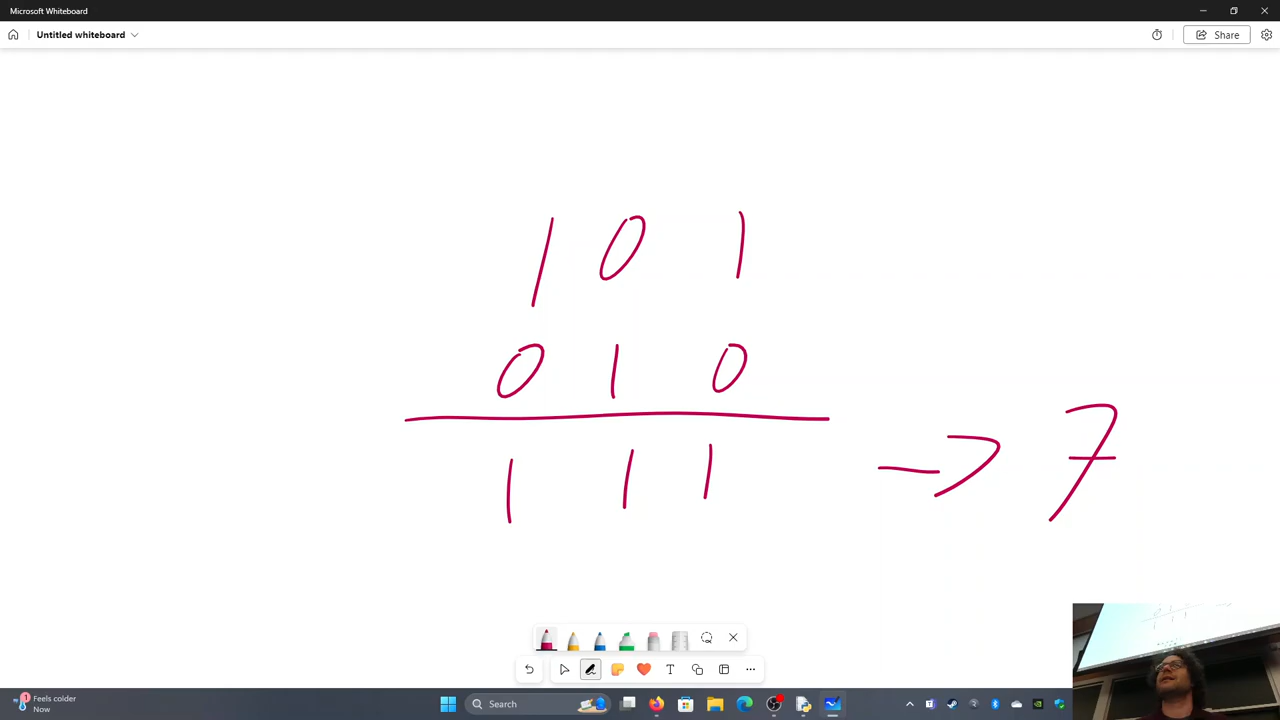 Microsoft Whiteboard
Untitled whiteboard
Share
1 0 1
0 1 0
1 1 1 → 7
1
Feels colder
Now
Search